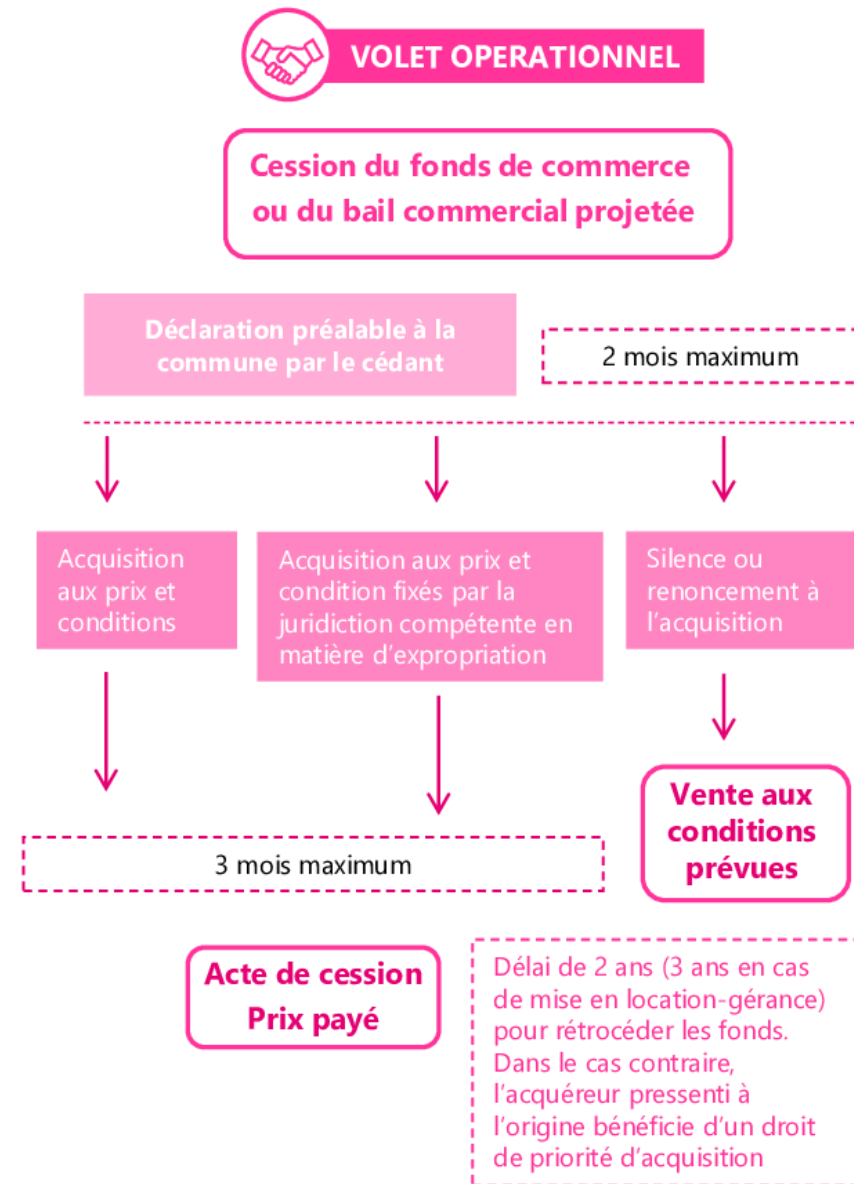 VOLET OPERATIONNEL
Cession du fonds de commerce
ou du bail commercial projetée
Déclaration préalable à la
commune par le cédant
2 mois maximum
Acquisition
aux prix et
conditions
Acquisition aux prix et
condition fixés par la
juridiction compétente en
matière d'expropriation
Silence ou
renoncement à
l'acquisition
Vente aux
conditions
prévues
3 mois maximum
Acte de cession
Prix payé
Délai de 2 ans (3 ans en cas
de mise en location-gérance)
pour rétrocéder les fonds.
Dans le cas contraire,
l'acquéreur pressenti à
l'origine bénéficie d'un droit
de priorité d'acquisition